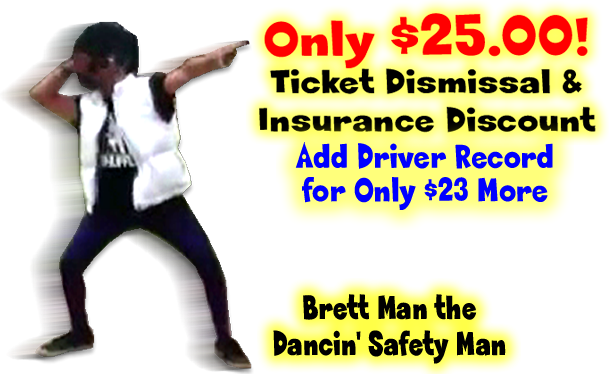 Only $25.00!
Ticket Dismissal &
Insurance Discount
Add Driver Record
for Only $23 More
Brett Man the
Dancin' Safety Man